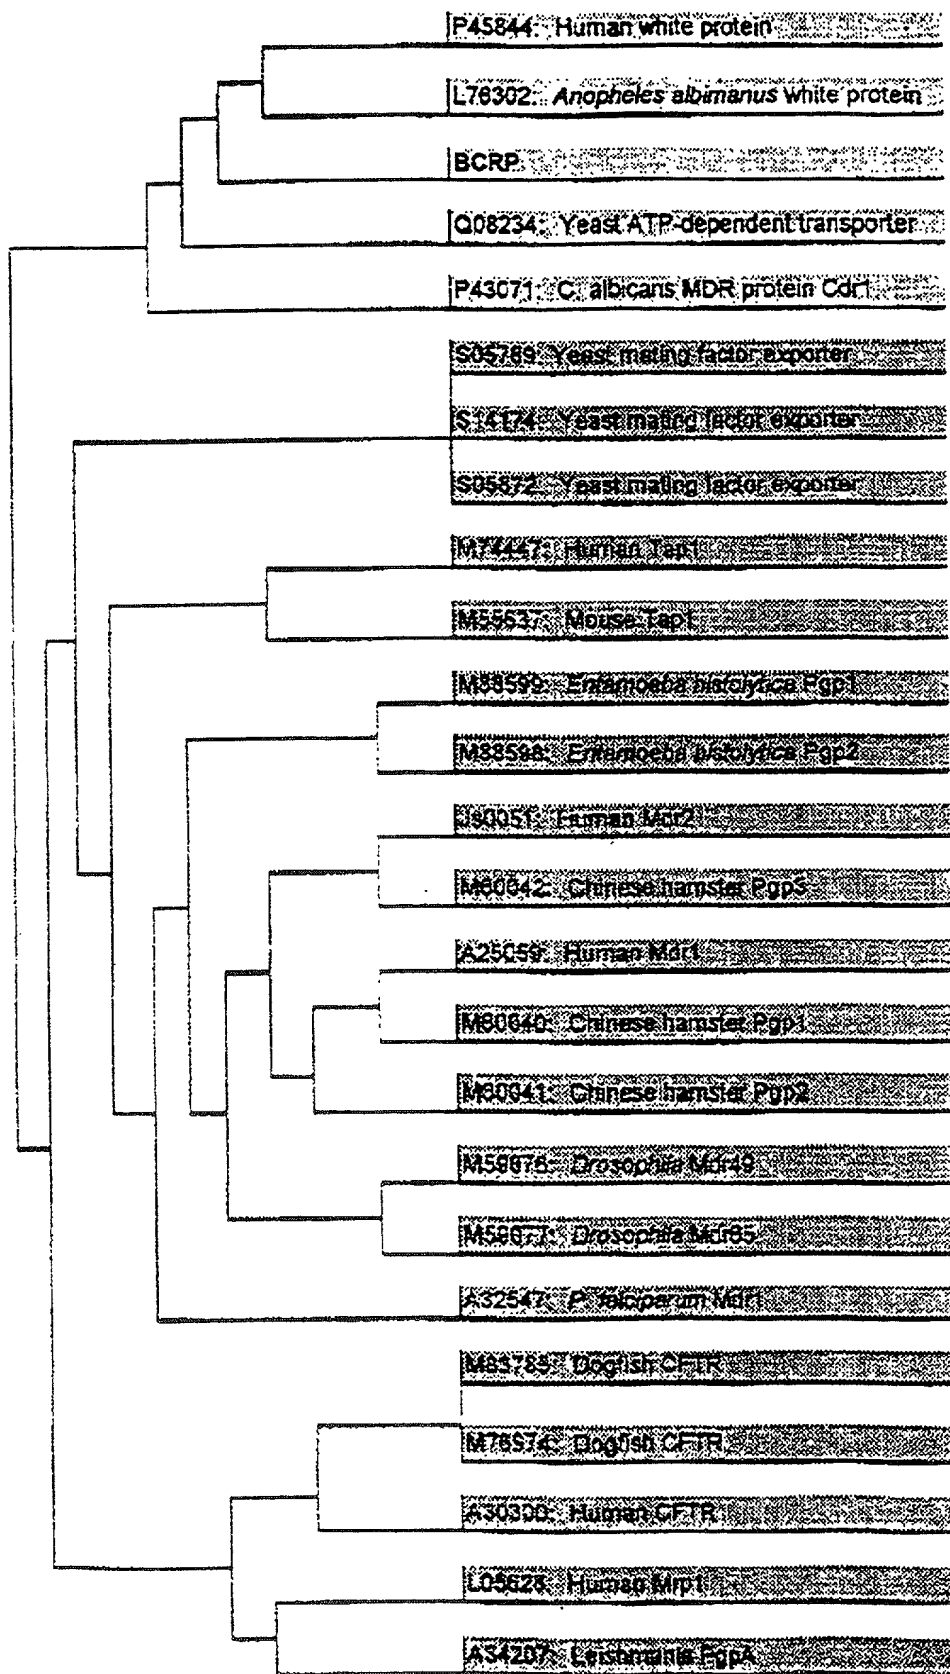 P45844: Human white protein
L76302: Anopheles albimanus white protein
BCRP
Q08234: Yeast ATP-dependent transporter
P43071: C. albicans MDR protein Cdr1
S05789: Yeast mating factor exporter
S14174: Yeast mating factor exporter
S05872: Yeast mating factor exporter
M74447: Human Tap1
M55637: Mouse Tap1
M88599: Entamoeba histolytica Pgp1
M88598: Entamoeba histolytica Pgp2
Js0051: Human Mdr2
M60042: Chinese hamster Pgp3
A25059: Human Mdr1
M60040: Chinese hamster Pgp1
M60041: Chinese hamster Pgp2
Drosophila Mdr49
Drosophila Mdr65
A32547: P. falciparum Mdr1
M83785: Dogfish CFTR
Dogfish CFTR
A30300: Human CFTR
L05628: Human Mrp1
A34207: Leishmania PgpA